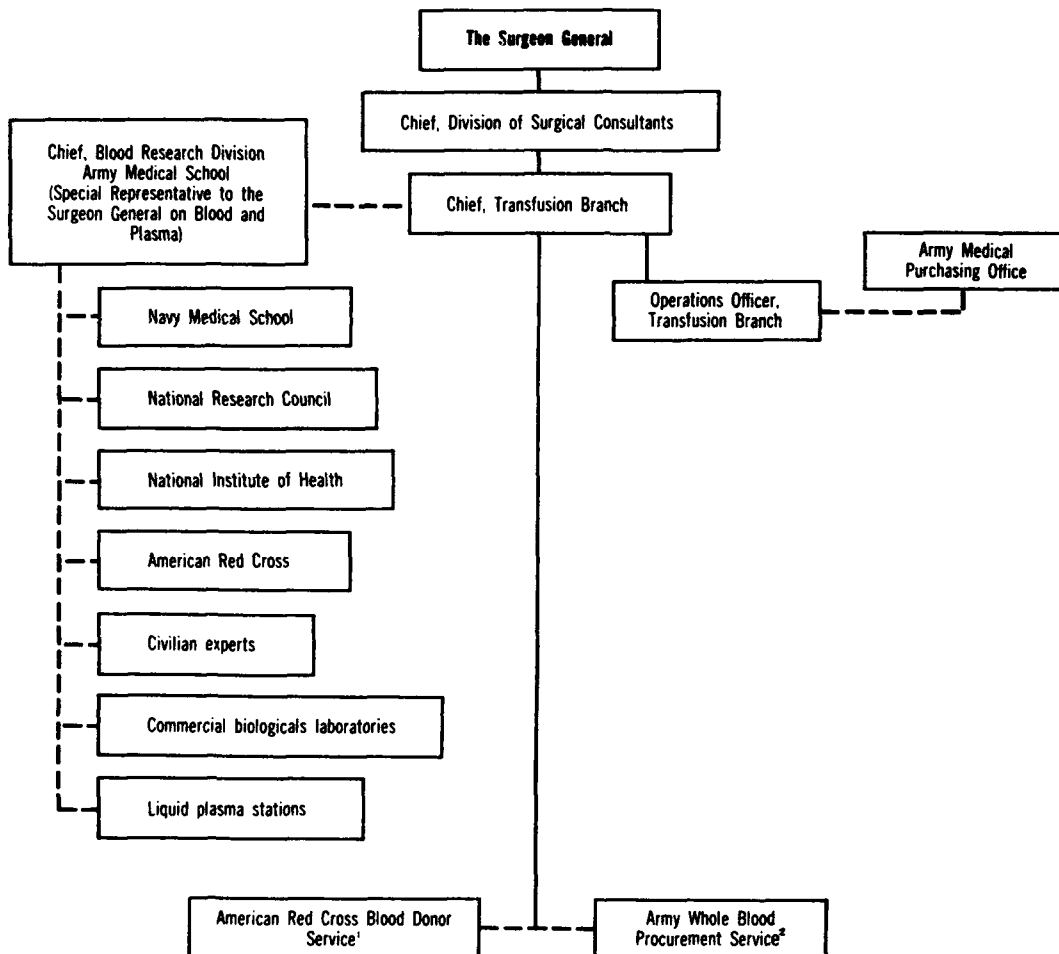 The Surgeon General
Chief, Division of Surgical Consultants
Chief, Blood Research Division
Army Medical School
(Special Representative to the
Surgeon General on Blood and
Plasma)
Chief, Transfusion Branch
Army Medical
Purchasing Office
Operations Officer,
Transfusion Branch
Navy Medical School
National Research Council
National Institute of Health
American Red Cross
Civilian experts
Commercial biologicals laboratories
Liquid plasma stations
American Red Cross Blood Donor
Service¹
Army Whole Blood
Procurement Service²